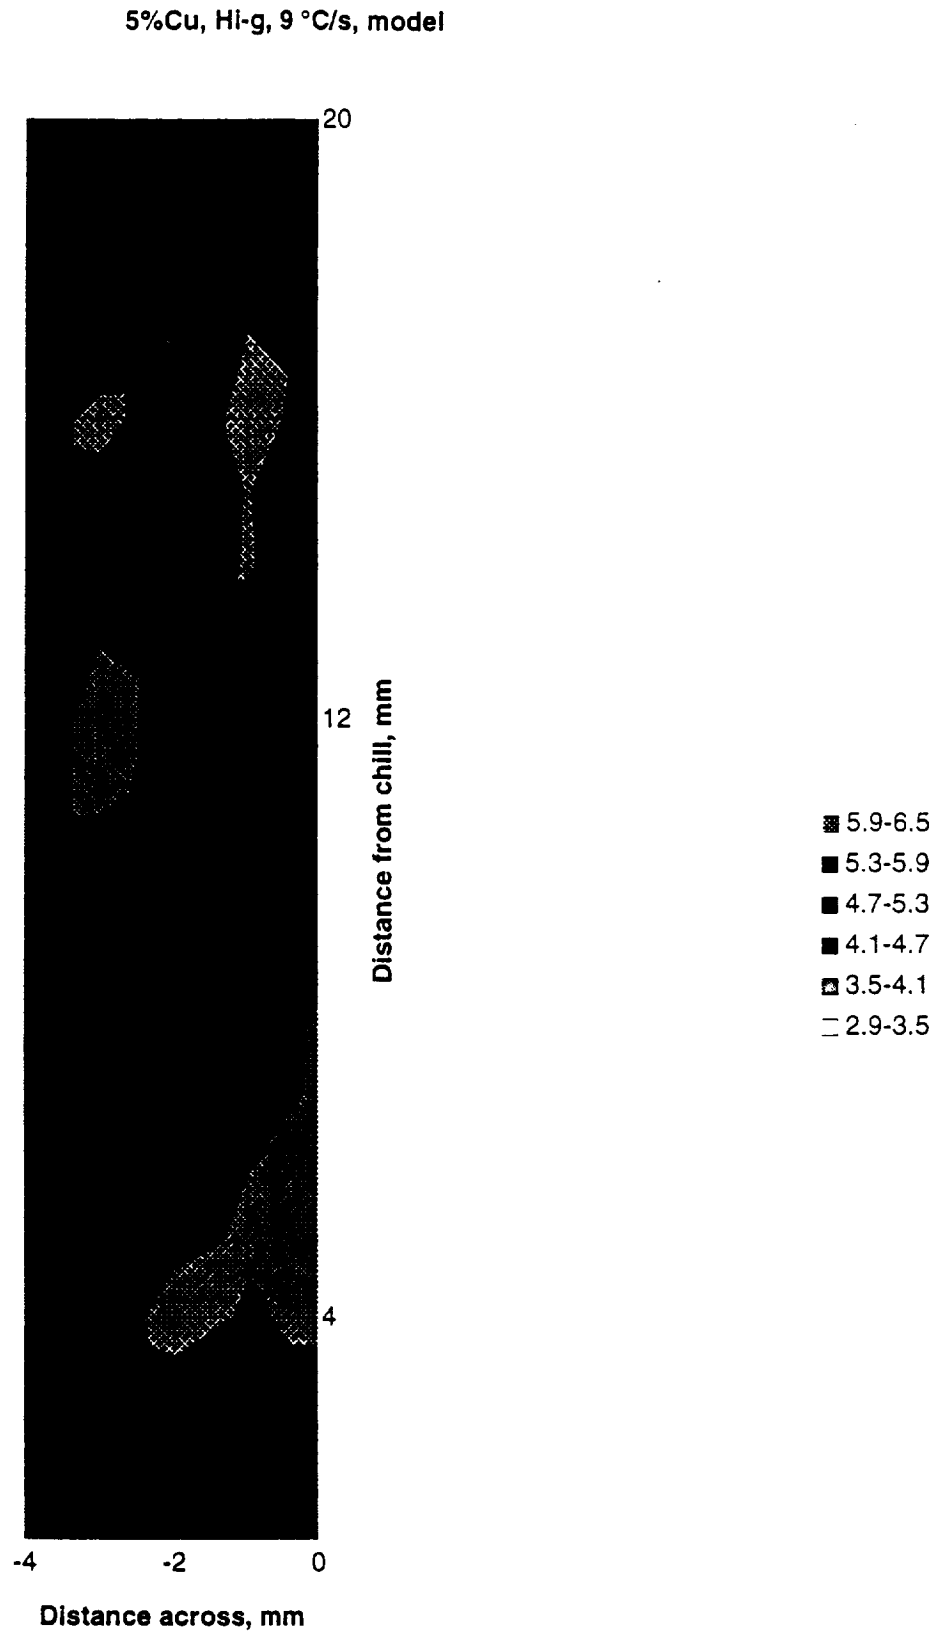 5%Cu, Hi-g, 9 °C/s, model
20
12
4
Distance from chill, mm
5.9-6.5
5.3-5.9
4.7-5.3
4.1-4.7
3.5-4.1
2.9-3.5
-4 -2 0
Distance across, mm